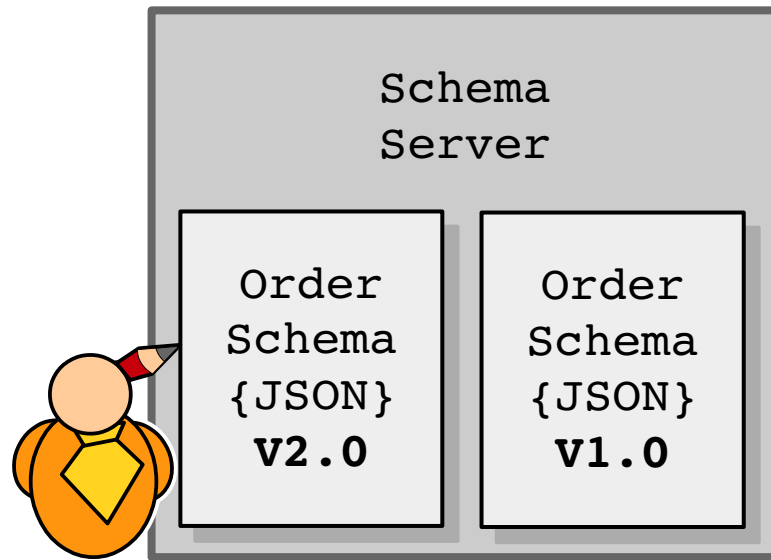 Schema
Server
Order
Schema
{JSON}
V2.0
Order
Schema
{JSON}
V1.0